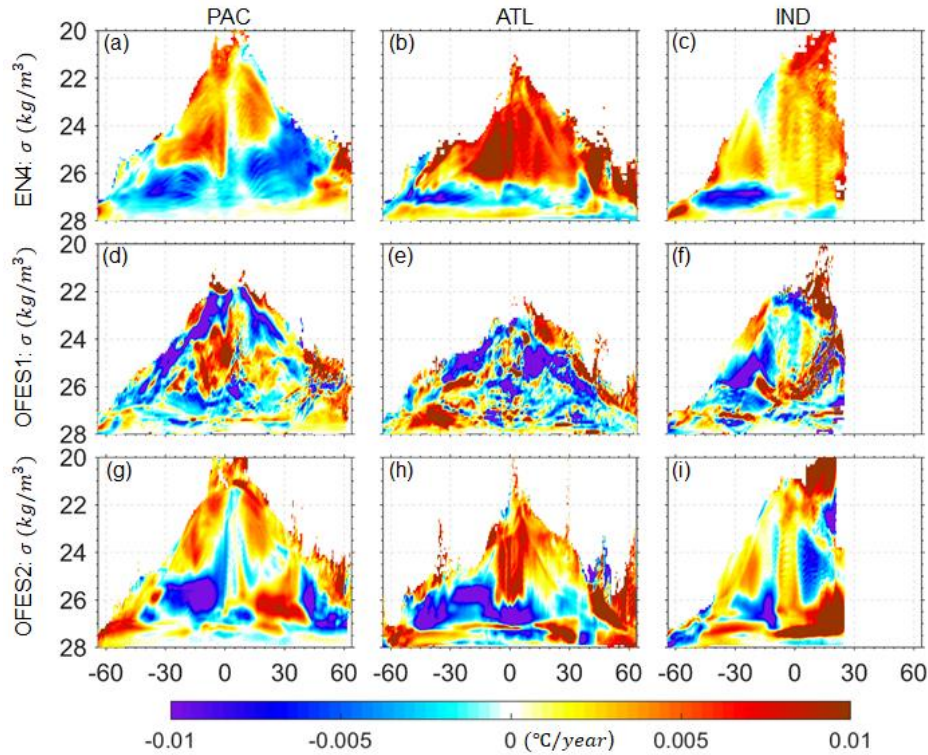 PAC ATL IND
EN4: σ (kg/m³)
20
22
24
26
28
(a) (b) (c)
OFES1: σ (kg/m³)
20
22
24
26
28
(d) (e) (f)
OFES2: σ (kg/m³)
20
22
24
26
28
(g) (h) (i)
-60 -30 0 30 60 -60 -30 0 30 60 -60 -30 0 30 60
-0.01 -0.005 0 (°C/year) 0.005 0.01